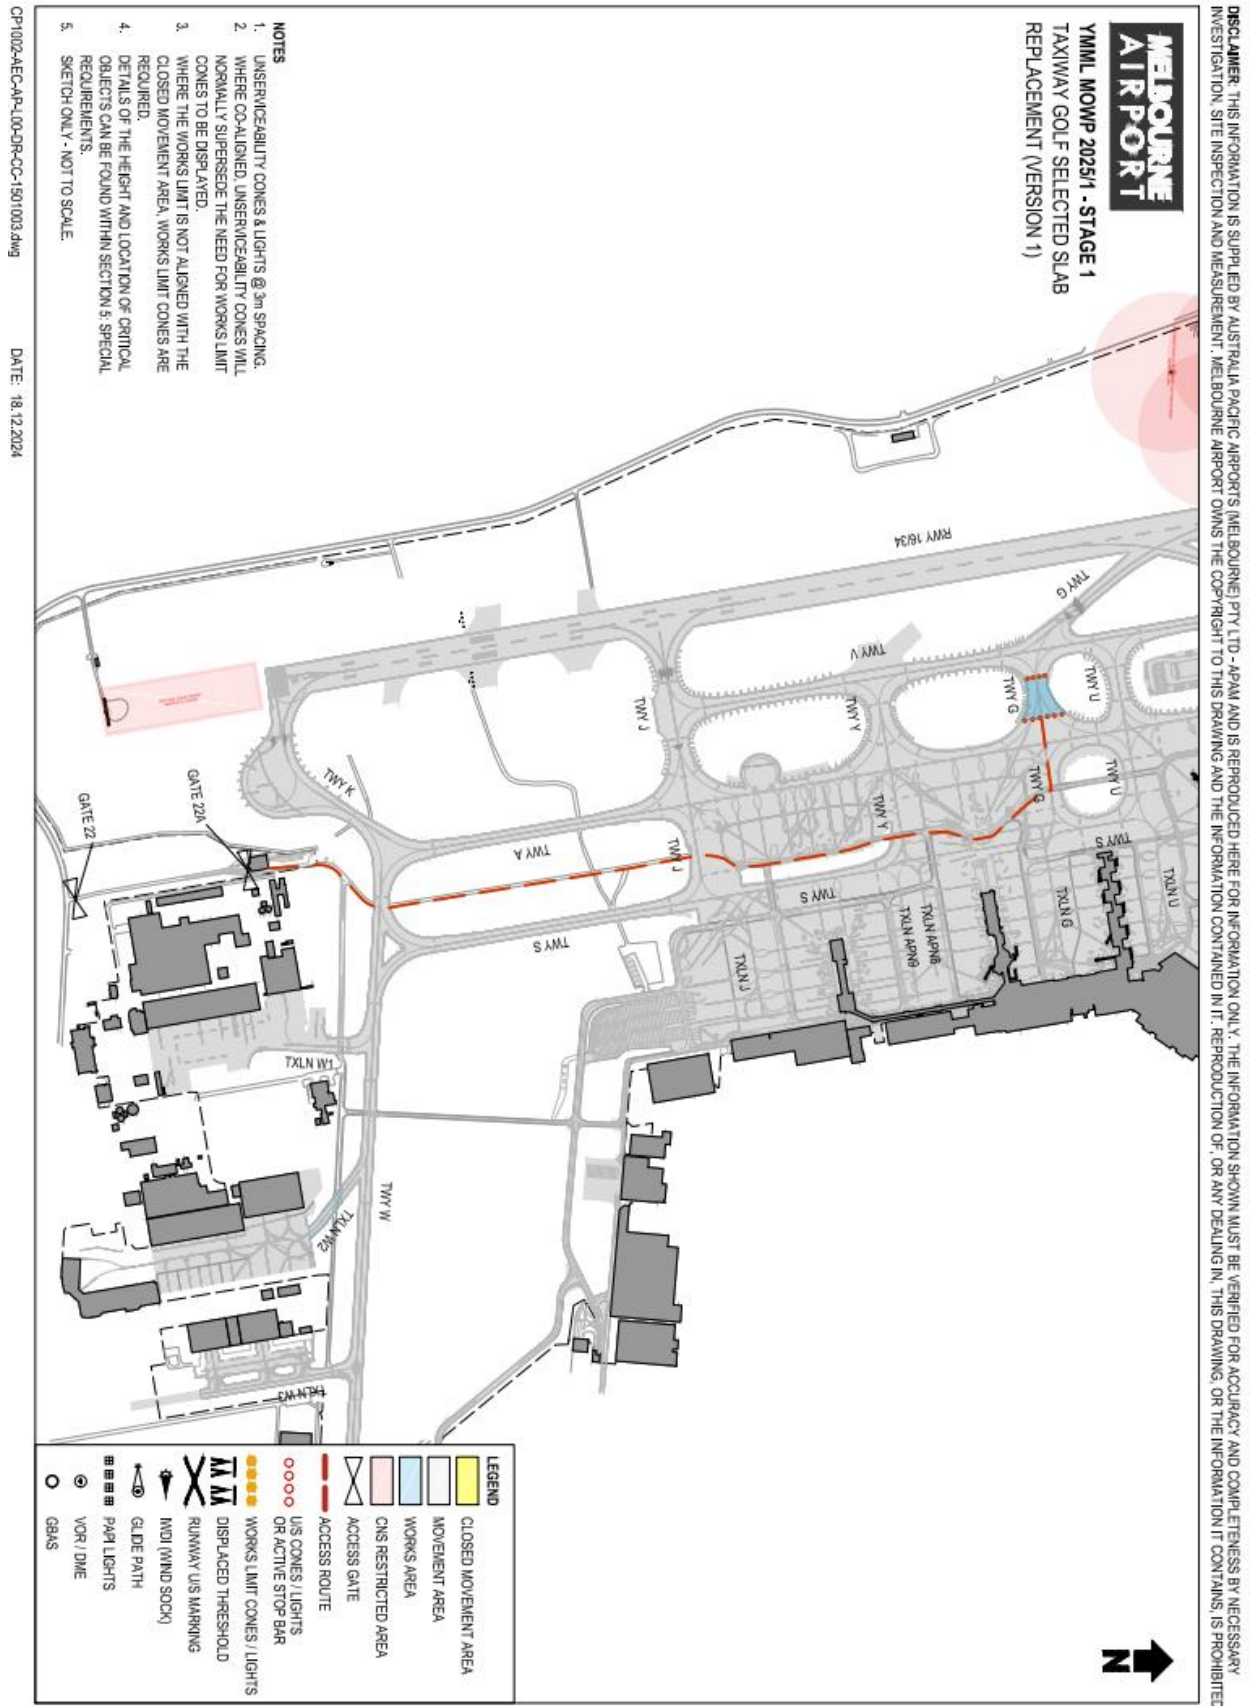 DISCLAIMER: THIS INFORMATION IS SUPPLIED BY AUSTRALIA PACIFIC AIRPORTS (MELBOURNE) PTY LTD - APAM AND IS REPRODUCED HERE FOR INFORMATION ONLY. THE INFORMATION SHOWN MUST BE VERIFIED FOR ACCURACY AND COMPLETENESS BY NECESSARY
INVESTIGATION, SITE INSPECTION AND MEASUREMENT. MELBOURNE AIRPORT OWNS THE COPYRIGHT TO THIS DRAWING AND THE INFORMATION CONTAINED IN IT. REPRODUCTION OF, OR ANY DEALING IN, THIS DRAWING, OR THE INFORMATION IT CONTAINS, IS PROHIBITED
MELBOURNE
AIRPORT
YMML MOWP 2025/1 - STAGE 1
TAXIWAY GOLF SELECTED SLAB
REPLACEMENT (VERSION 1)
N
RWY 16/34
TWY G
TWY V
TWY U
TWY G
TWY J
TWY Y
TWY U
TWY G
TWY Y
TWY K
TWY A
TWY J
TWY S
TWY S
TWY S
TXLN U
TXLN G
TXLN APN8
TXLN APN9
TXLN J
GATE 22A
GATE 22
TXLN W1
TWY W
TXLN W2
TXLN W3
NOTES
1. UNSERVICEABILITY CONES & LIGHTS @ 3m SPACING.
2. WHERE CO-ALIGNED, UNSERVICEABILITY CONES WILL
NORMALLY SUPERSEDE THE NEED FOR WORKS LIMIT
CONES TO BE DISPLAYED.
3. WHERE THE WORKS LIMIT IS NOT ALIGNED WITH THE
CLOSED MOVEMENT AREA, WORKS LIMIT CONES ARE
REQUIRED.
4. DETAILS OF THE HEIGHT AND LOCATION OF CRITICAL
OBJECTS CAN BE FOUND WITHIN SECTION 5: SPECIAL
REQUIREMENTS.
5. SKETCH ONLY - NOT TO SCALE.
LEGEND
CLOSED MOVEMENT AREA
MOVEMENT AREA
WORKS AREA
CNS RESTRICTED AREA
ACCESS GATE
ACCESS ROUTE
U/S CONES / LIGHTS
OR ACTIVE STOP BAR
WORKS LIMIT CONES / LIGHTS
DISPLACED THRESHOLD
RUNWAY U/S MARKING
IWDI (WIND SOCK)
GLIDE PATH
PAPI LIGHTS
VOR / DME
GBAS
CP1002-AEC-AP-L00-DR-CC-1501003.dwg
DATE: 18.12.2024